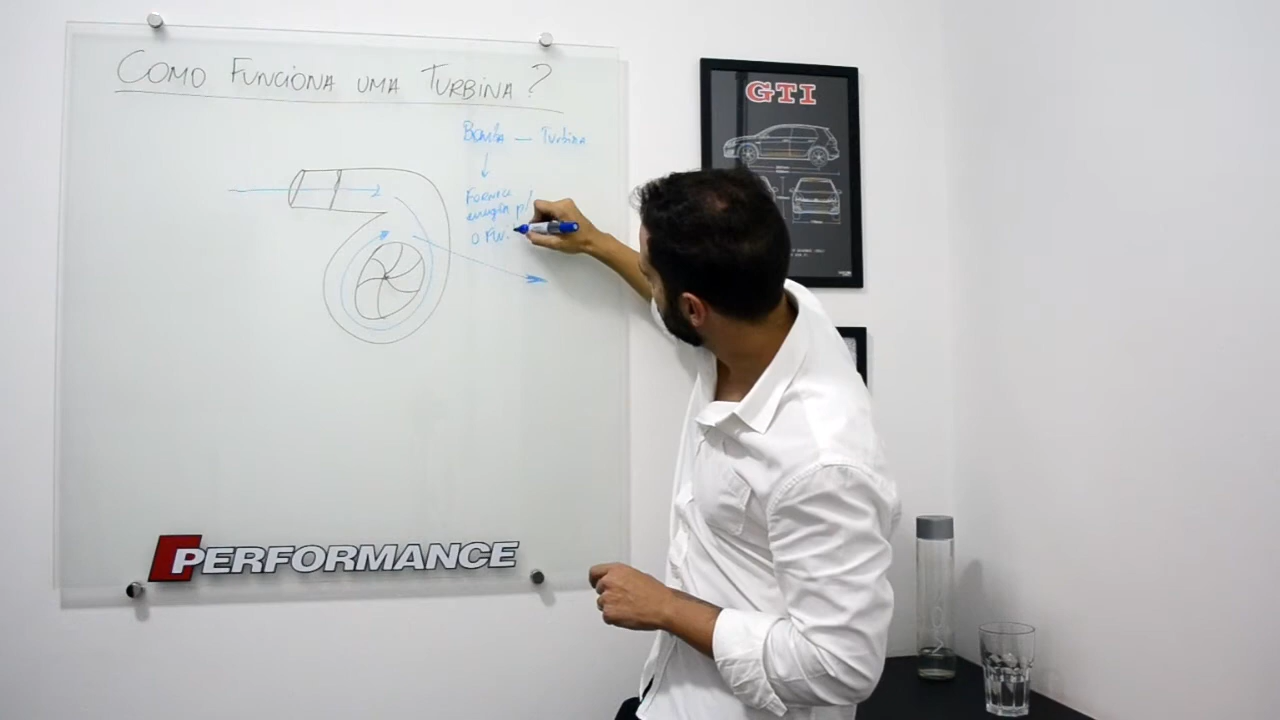 COMO FUNCIONA UMA TURBINA?
Bomba — Turbina
Fornece
energia p/
o Flu.
PERFORMANCE
GTI